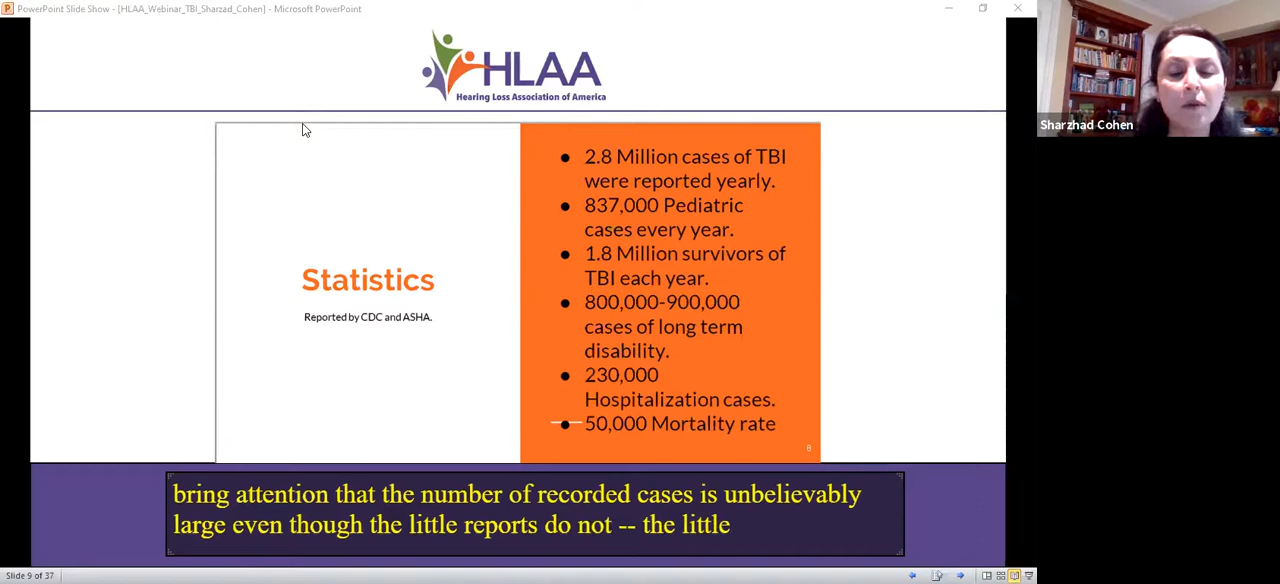 PowerPoint Slide Show - [HLAA_Webinar_TBI_Sharzad_Cohen] - Microsoft PowerPoint
HLAA
Hearing Loss Association of America
Sharzhad Cohen
Statistics
Reported by CDC and ASHA.
● 2.8 Million cases of TBI
were reported yearly.
● 837,000 Pediatric
cases every year.
● 1.8 Million survivors of
TBI each year.
● 800,000-900,000
cases of long term
disability.
● 230,000
Hospitalization cases.
● 50,000 Mortality rate
bring attention that the number of recorded cases is unbelievably
large even though the little reports do not -- the little
Slide 9 of 37